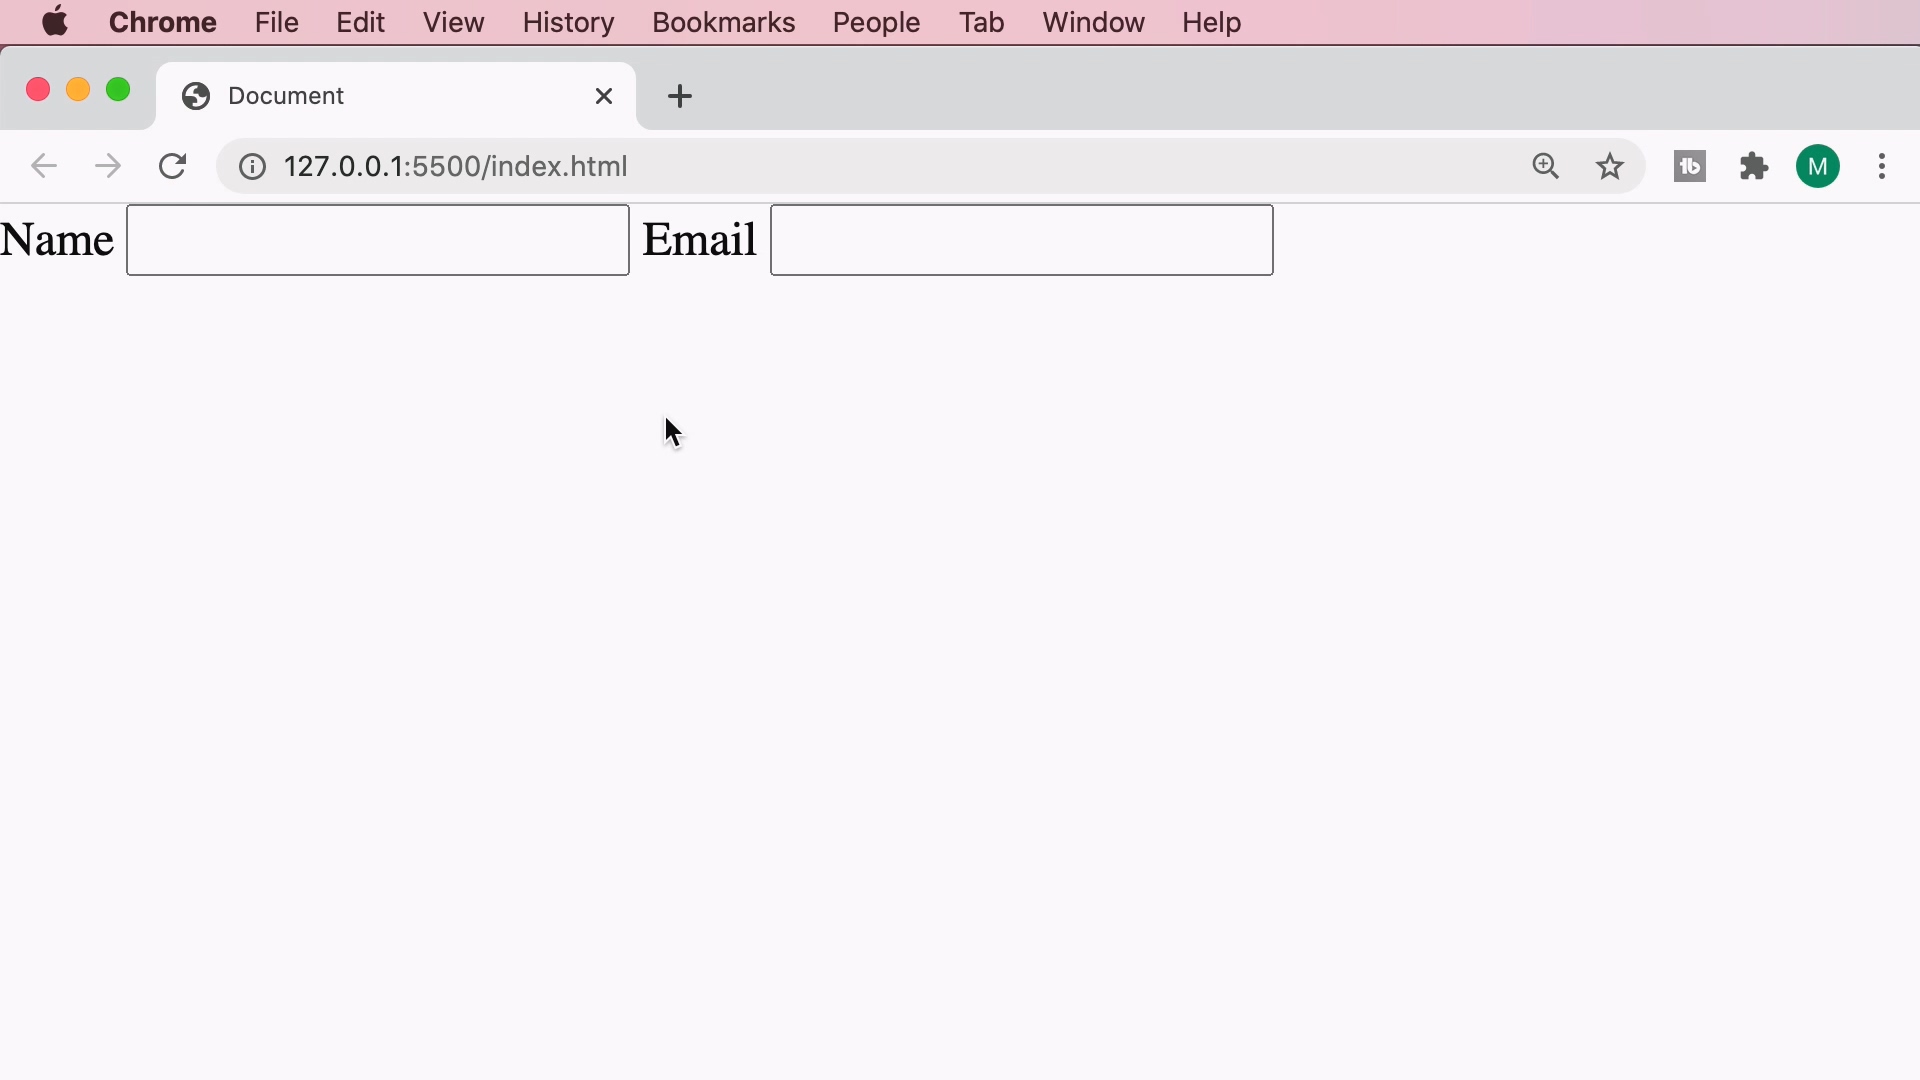 Chrome File Edit View History Bookmarks People Tab Window Help
Document
127.0.0.1:5500/index.html
M
Name Email